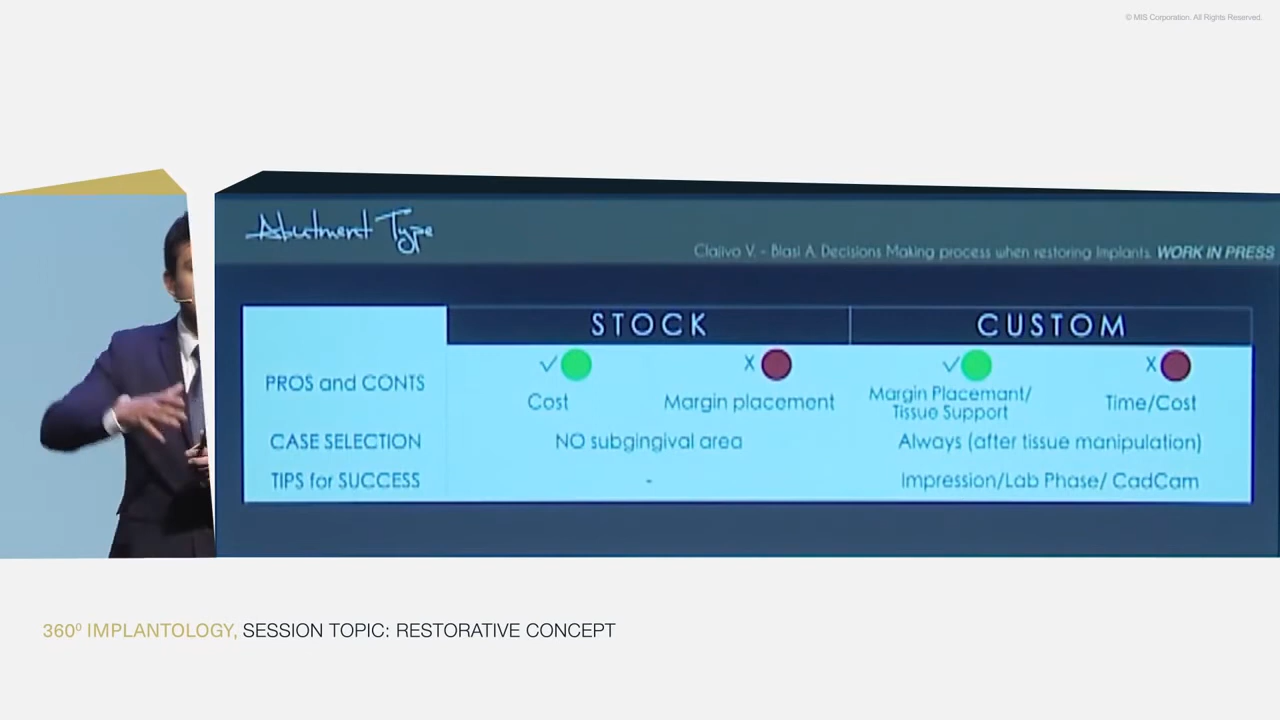 © MIS Corporation. All Rights Reserved.
Abutment Type
Clavijo V. - Blasi A. Decisions Making process when restoring Implants. WORK IN PRESS
STOCK CUSTOM
✓ X ✓ X
PROS and CONTS
Cost Margin placement Margin Placemant/
Tissue Support Time/Cost
CASE SELECTION NO subgingival area Always (after tissue manipulation)
TIPS for SUCCESS - Impression/Lab Phase/ CadCam
360º IMPLANTOLOGY, SESSION TOPIC: RESTORATIVE CONCEPT